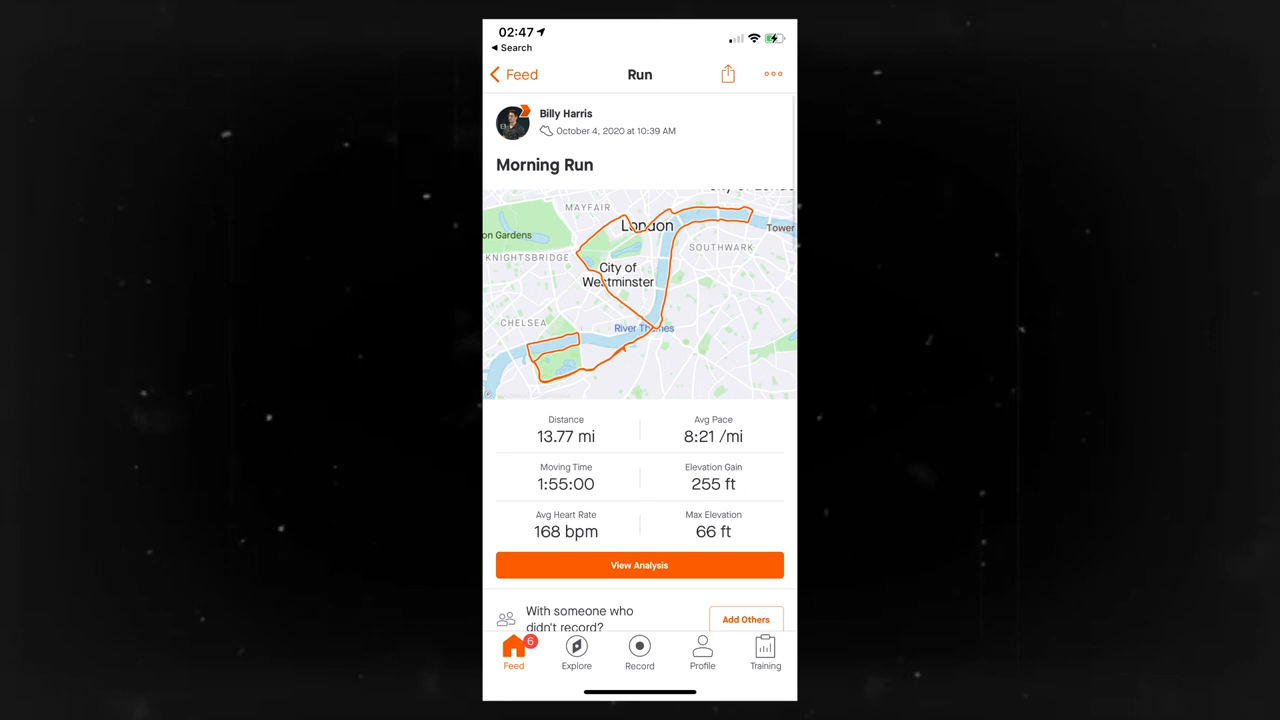 02:47
Search
Feed
Run
Billy Harris
October 4, 2020 at 10:39 AM
Morning Run
MAYFAIR
London
Tower
on Gardens
SOUTHWARK
KNIGHTSBRIDGE
City of
Westminster
CHELSEA
River Thames
Distance
Avg Pace
13.77 mi
8:21 /mi
Moving Time
Elevation Gain
1:55:00
255 ft
Avg Heart Rate
Max Elevation
168 bpm
66 ft
View Analysis
With someone who
didn't record?
Add Others
6
Feed
Explore
Record
Profile
Training